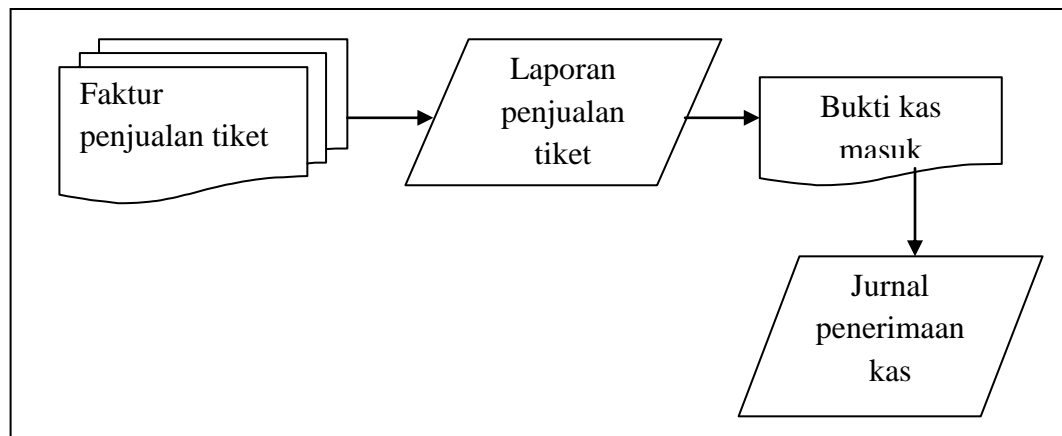 Faktur
penjualan tiket
Laporan
penjualan
tiket
Bukti kas
masuk
Jurnal
penerimaan
kas